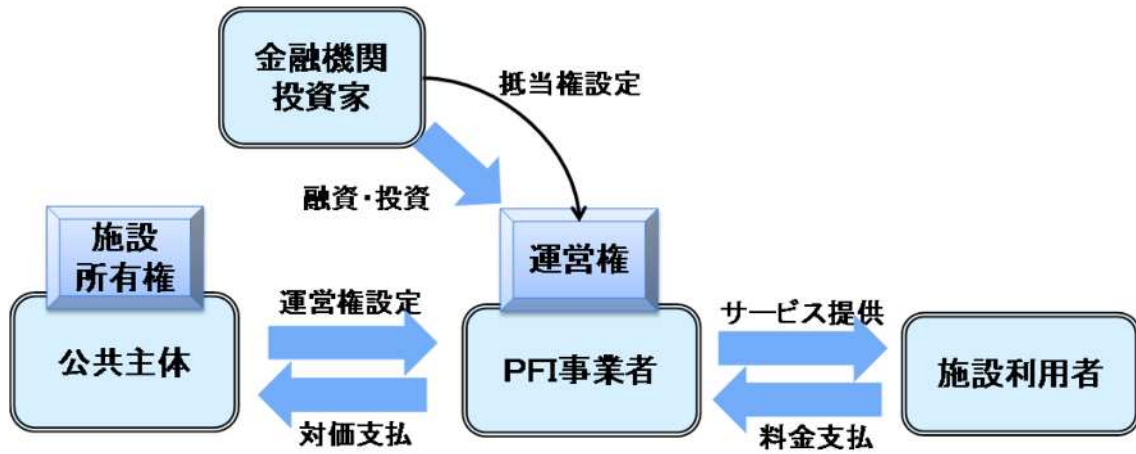 金融機関
投資家
抵当権設定
融資・投資
施設
所有権
運営権
運営権設定
サービス提供
公共主体
PFI事業者
施設利用者
対価支払
料金支払